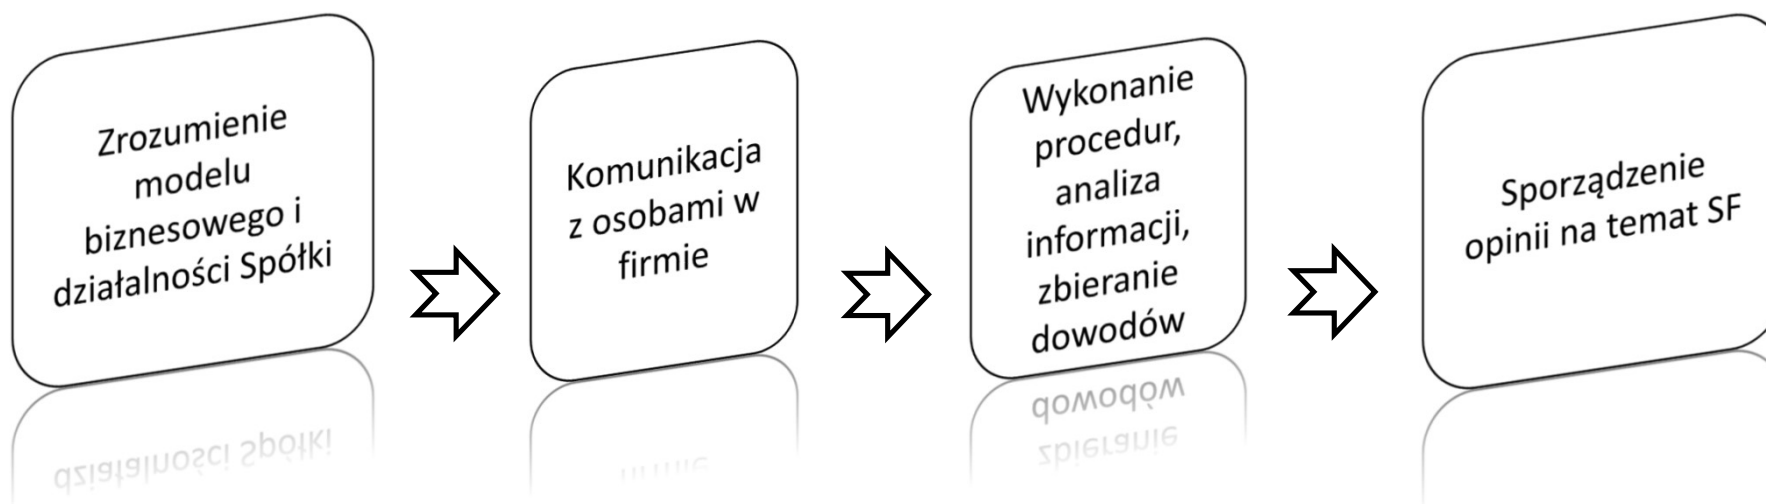 Zrozumienie
modelu
biznesowego i
działalności Spółki
Komunikacja
z osobami w
firmie
Wykonanie
procedur,
analiza
informacji,
zbieranie
dowodów
Sporządzenie
opinii na temat SF